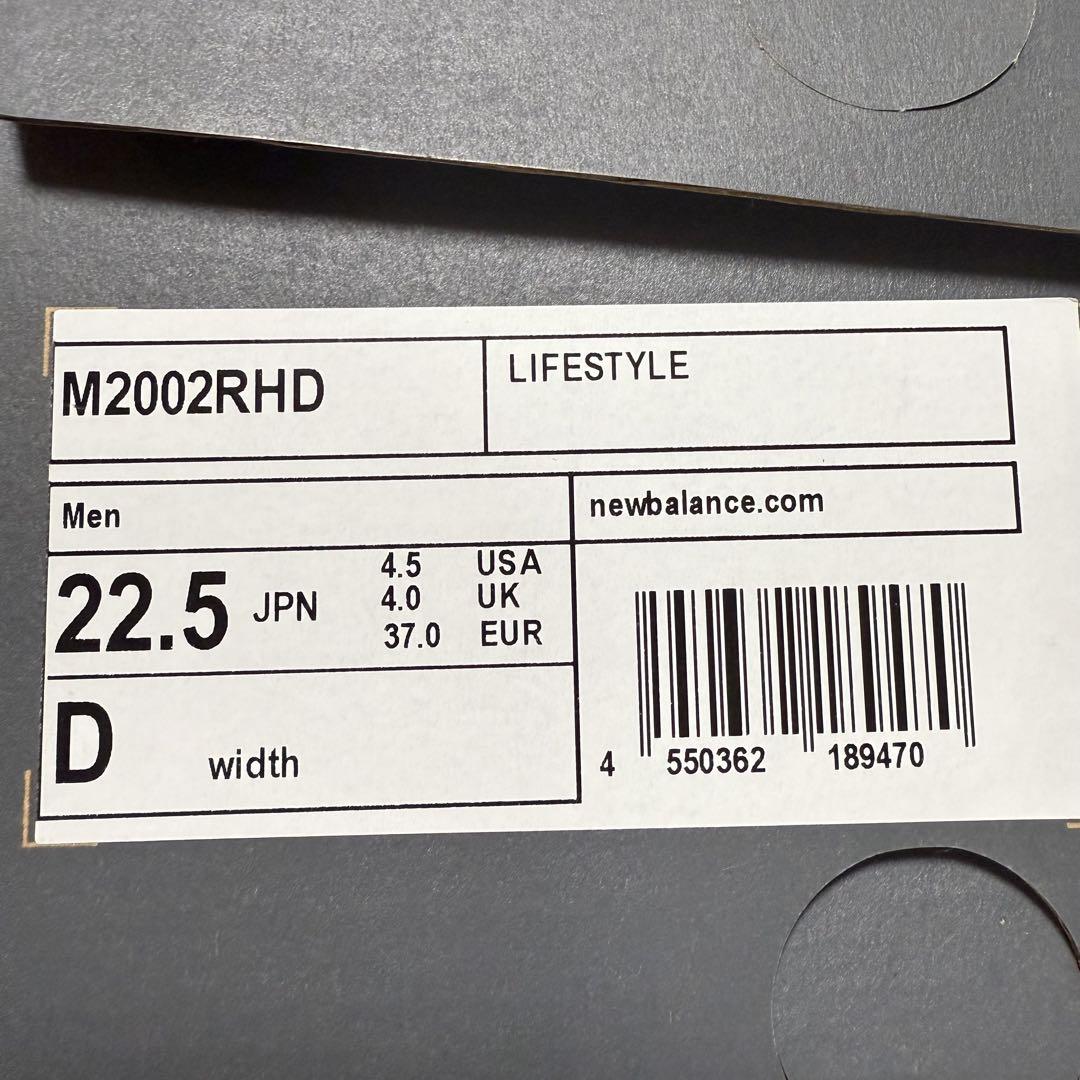 M2002RHD
LIFESTYLE
Men
newbalance.com
22.5 JPN
4.5 USA
4.0 UK
37.0 EUR
D width
4 550362 189470